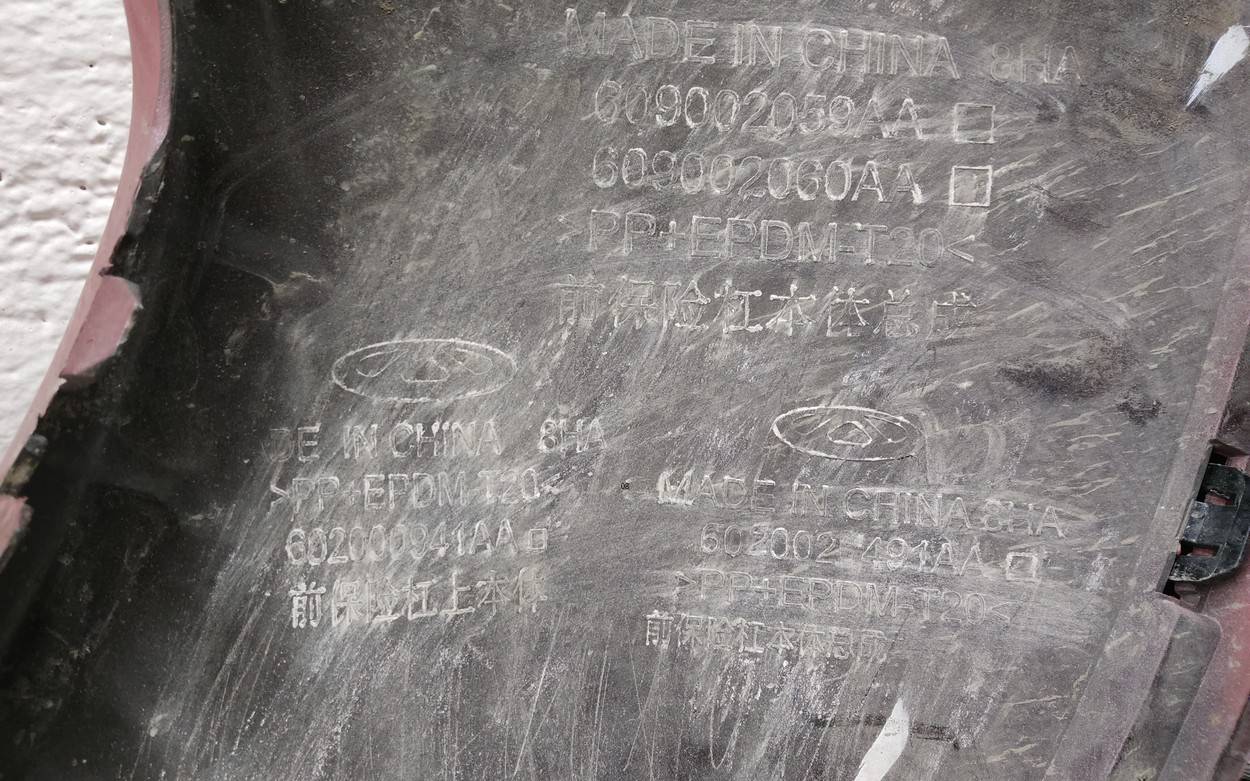 MADE IN CHINA 8HA
609002059AA
609002060AA
PP+EPDM-T20<
前保险杠本体总成
DE IN CHINA 8HA
>PP+EPDM-T20<
602000941AA
前保险杠上本体
MADE IN CHINA 8HA
602002491AA
>PP+EPDM-T20<
前保险杠本体总成